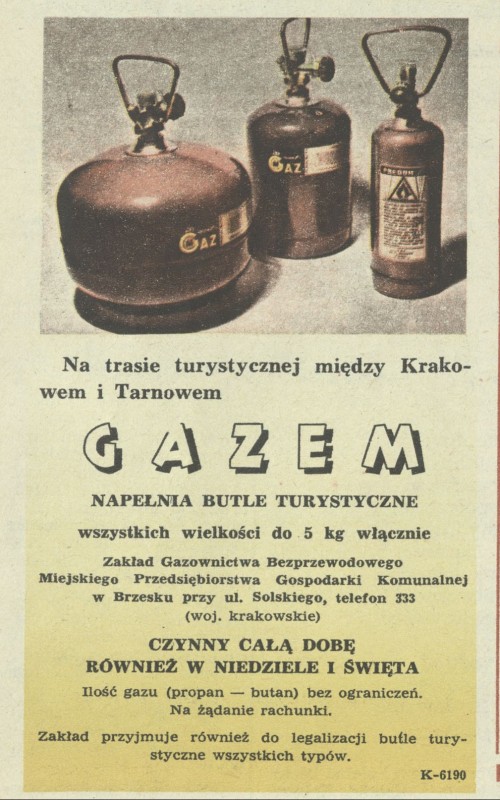 GAZ
GAZ
PREDOM
Na trasie turystycznej między Krako-
wem i Tarnowem
GAZEM
NAPEŁNIA BUTLE TURYSTYCZNE
wszystkich wielkości do 5 kg włącznie
Zakład Gazownictwa Bezprzewodowego
Miejskiego Przedsiębiorstwa Gospodarki Komunalnej
w Brzesku przy ul. Solskiego, telefon 333
(woj. krakowskie)
CZYNNY CAŁĄ DOBĘ
RÓWNIEŻ W NIEDZIELE I ŚWIĘTA
Ilość gazu (propan — butan) bez ograniczeń.
Na żądanie rachunki.
Zakład przyjmuje również do legalizacji butle tury-
styczne wszystkich typów.
K-6190